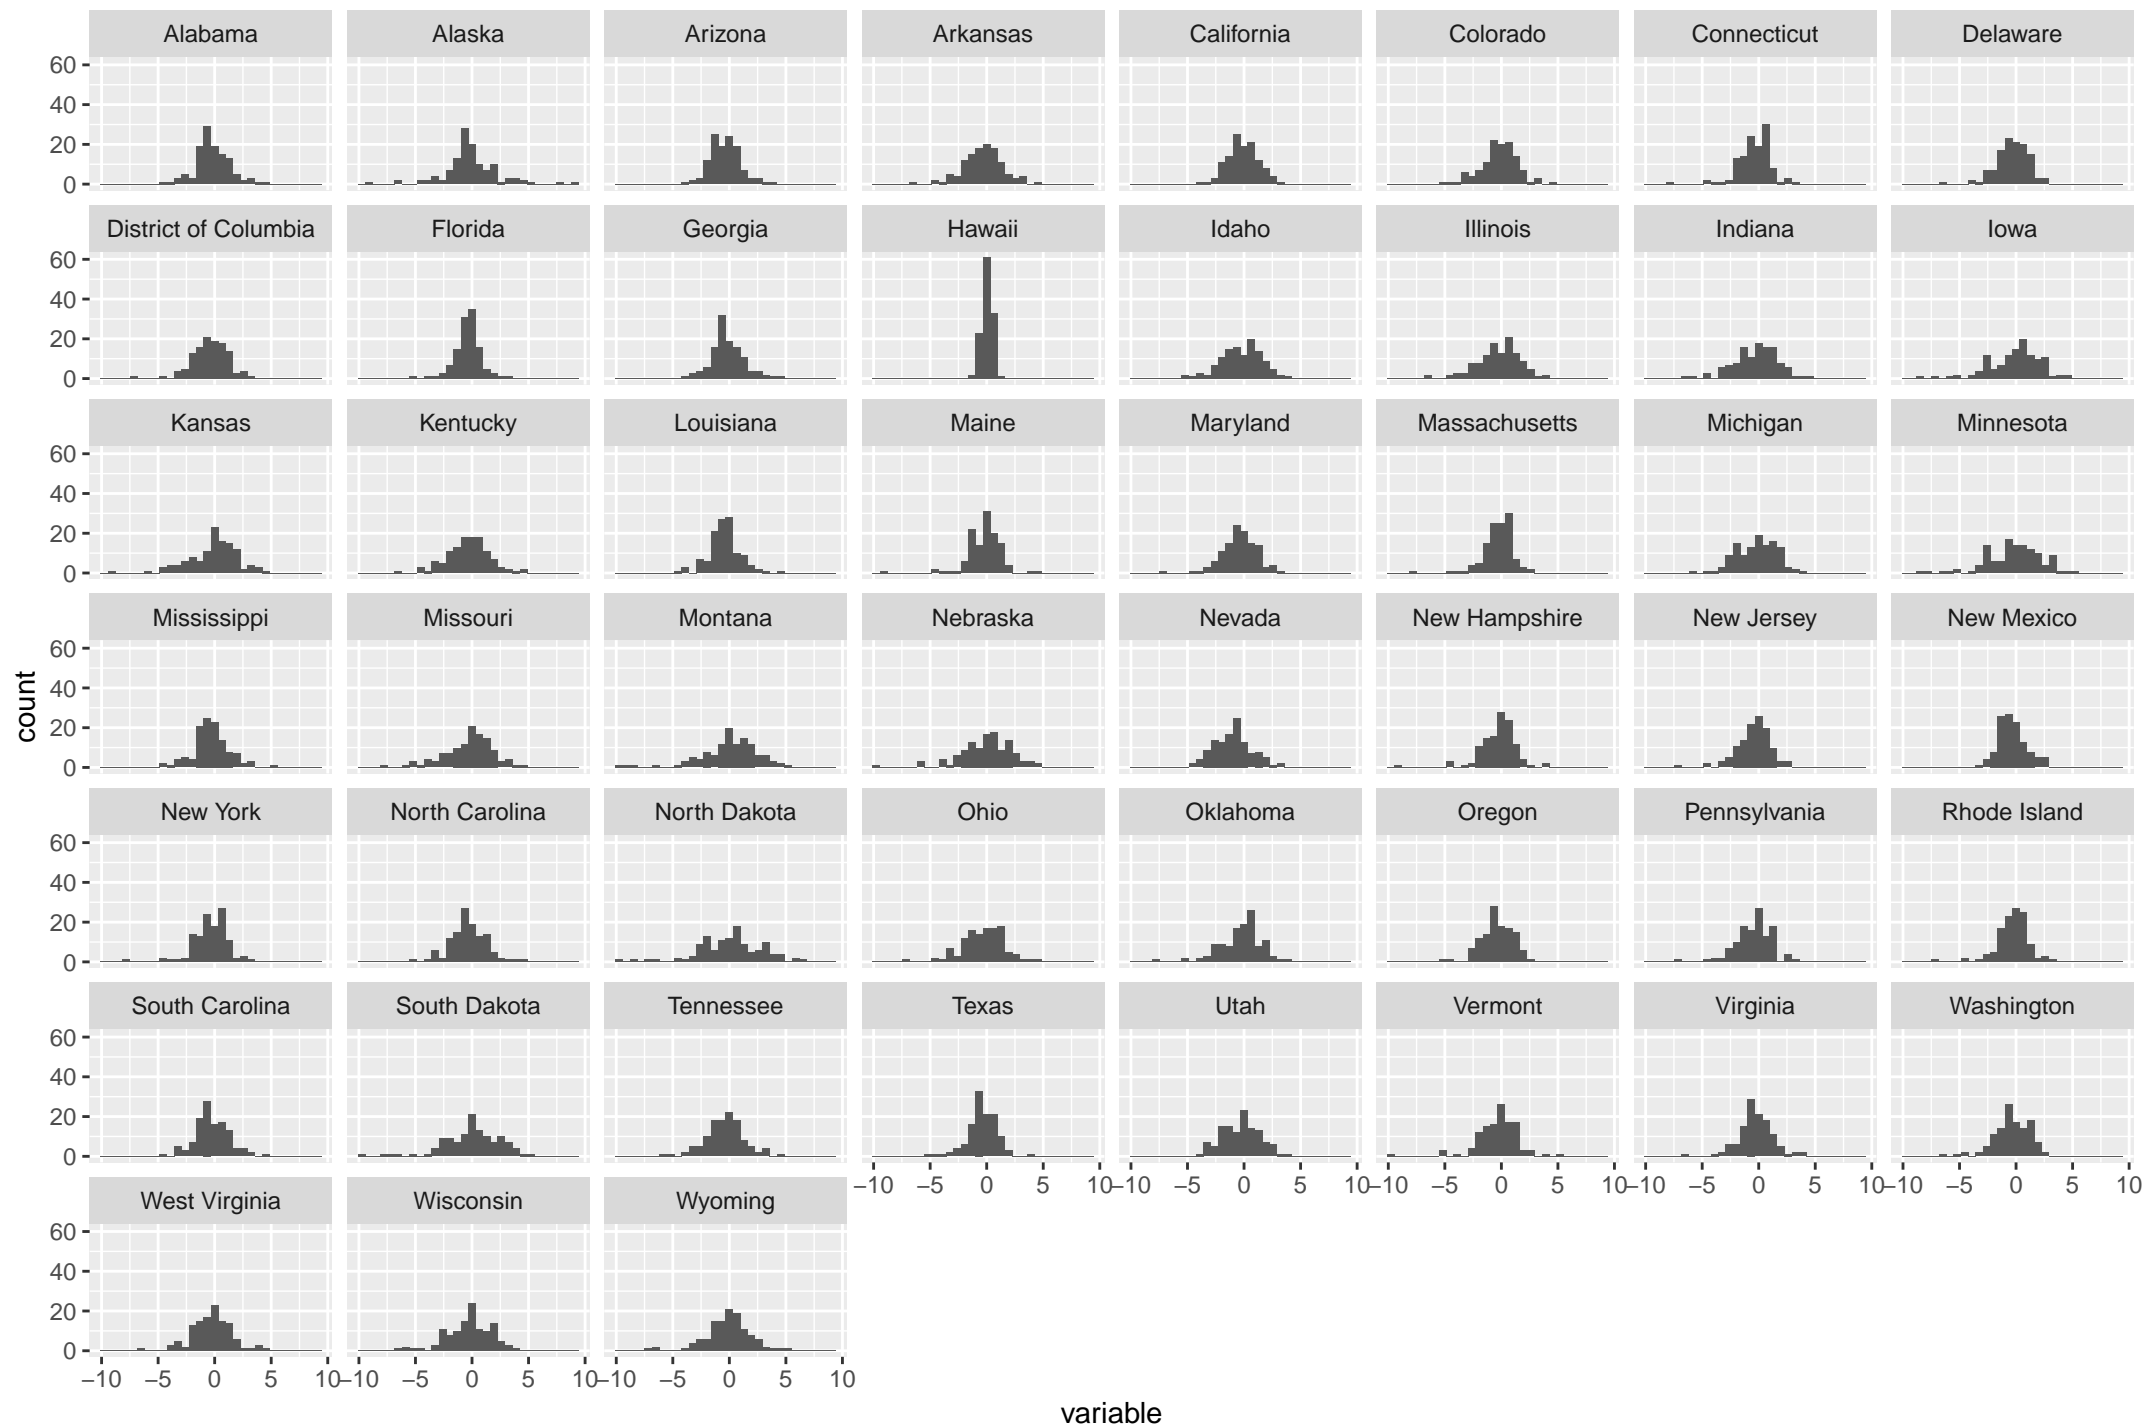 Alabama Alaska Arizona Arkansas California Colorado Connecticut Delaware
60
40
20
0
District of Columbia Florida Georgia Hawaii Idaho Illinois Indiana Iowa
60
40
20
0
Kansas Kentucky Louisiana Maine Maryland Massachusetts Michigan Minnesota
60
40
20
0
Mississippi Missouri Montana Nebraska Nevada New Hampshire New Jersey New Mexico
60
40
20
0
count
New York North Carolina North Dakota Ohio Oklahoma Oregon Pennsylvania Rhode Island
60
40
20
0
South Carolina South Dakota Tennessee Texas Utah Vermont Virginia Washington
60
40
20
0
−10 −5 0 5 10 −10 −5 0 5 10 −10 −5 0 5 10 −10 −5 0 5 10 −10 −5 0 5 10
West Virginia Wisconsin Wyoming
60
40
20
0
−10 −5 0 5 10 −10 −5 0 5 10 −10 −5 0 5 10
variable